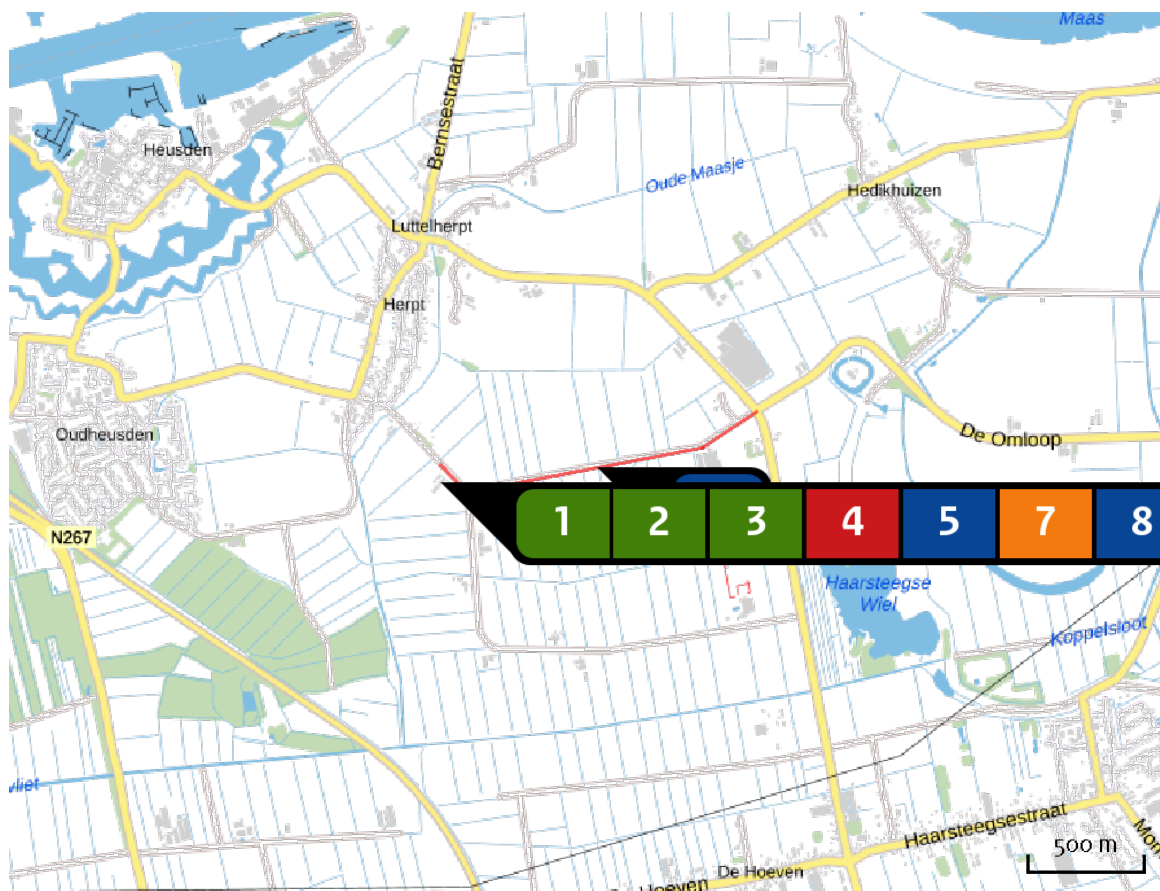 Maas
Bernsestraat
Heusden
Oude Maasje
Hedikhuizen
Luttelherpt
Herpt
Oudheusden
De Omloop
N267
1 2 3 4 5 7 8
Haarsteegse
Wiel
Koppelsloot
vliet
Haarsteegsestraat
500 m
De Hoeven
Hoeven